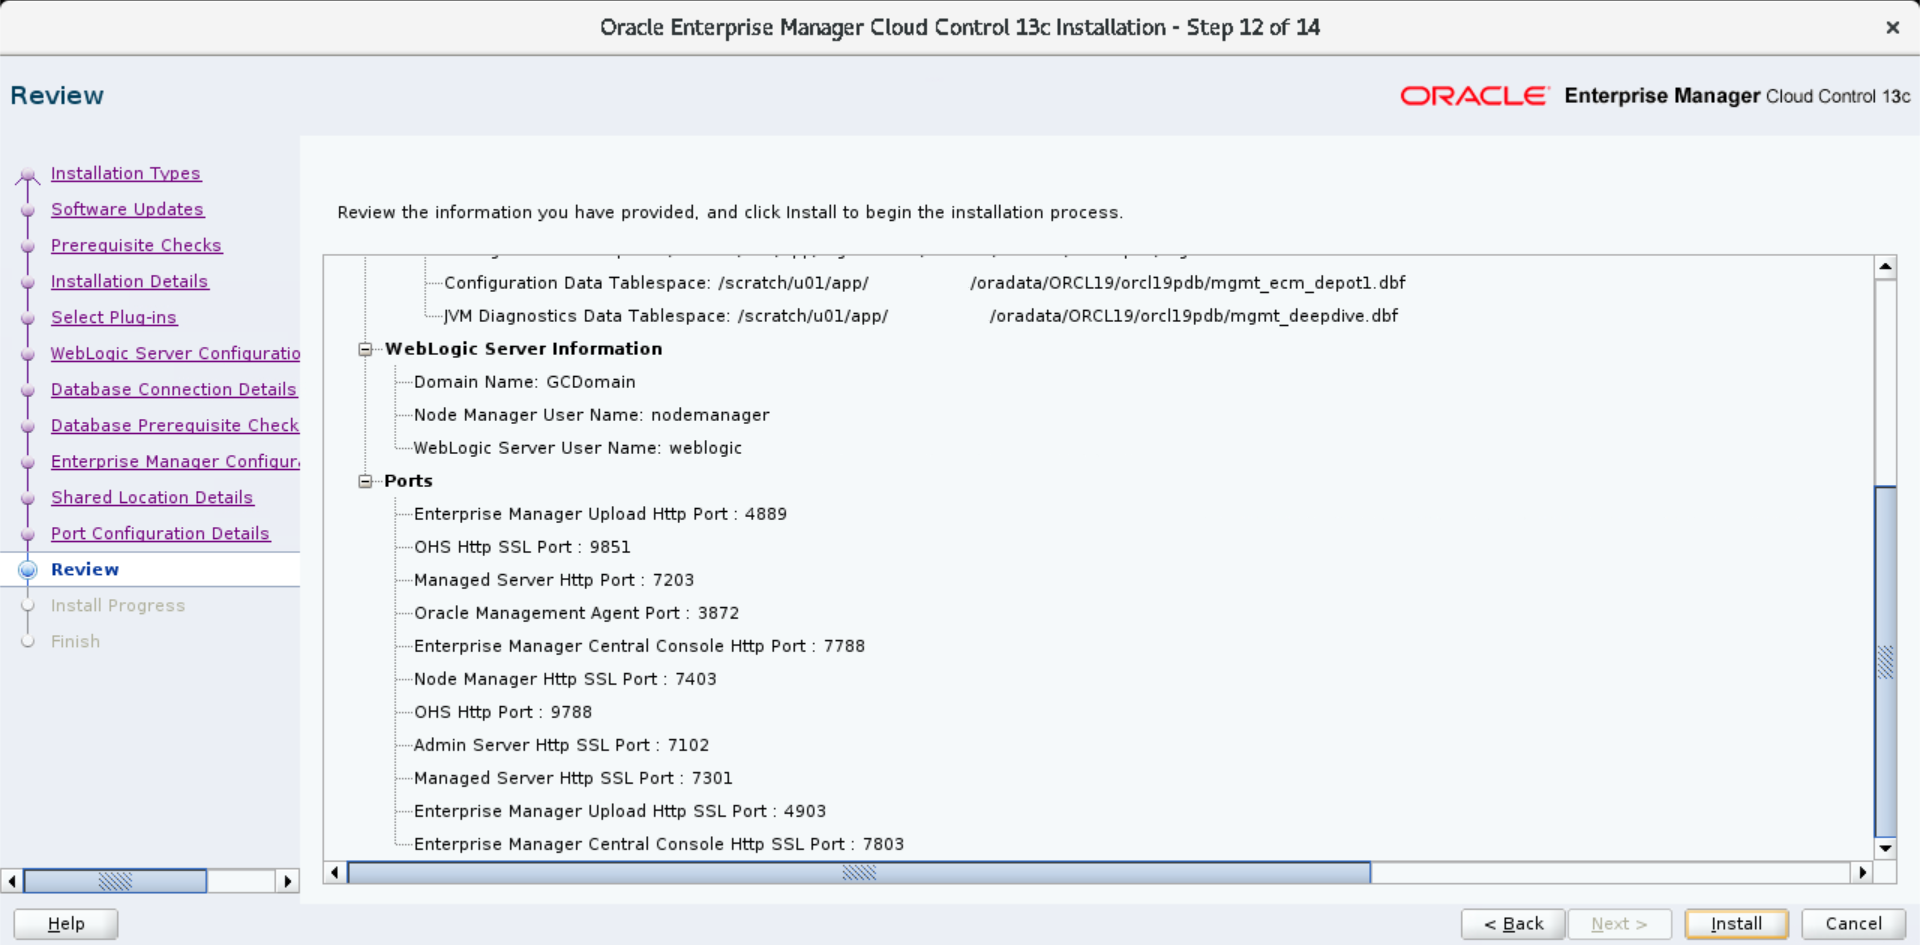 Oracle Enterprise Manager Cloud Control 13c Installation - Step 12 of 14
Review
ORACLE Enterprise Manager Cloud Control 13c
Installation Types
Software Updates
Prerequisite Checks
Installation Details
Select Plug-ins
WebLogic Server Configuratio
Database Connection Details
Database Prerequisite Check
Enterprise Manager Configur
Shared Location Details
Port Configuration Details
Review
Install Progress
Finish
Review the information you have provided, and click Install to begin the installation process.
Configuration Data Tablespace: /scratch/u01/app/ /oradata/ORCL19/orcl19pdb/mgmt_ecm_depot1.dbf
JVM Diagnostics Data Tablespace: /scratch/u01/app/ /oradata/ORCL19/orcl19pdb/mgmt_deepdive.dbf
WebLogic Server Information
Domain Name: GCDomain
Node Manager User Name: nodemanager
WebLogic Server User Name: weblogic
Ports
Enterprise Manager Upload Http Port : 4889
OHS Http SSL Port : 9851
Managed Server Http Port : 7203
Oracle Management Agent Port : 3872
Enterprise Manager Central Console Http Port : 7788
Node Manager Http SSL Port : 7403
OHS Http Port : 9788
Admin Server Http SSL Port : 7102
Managed Server Http SSL Port : 7301
Enterprise Manager Upload Http SSL Port : 4903
Enterprise Manager Central Console Http SSL Port : 7803
Help
< Back
Next >
Install
Cancel